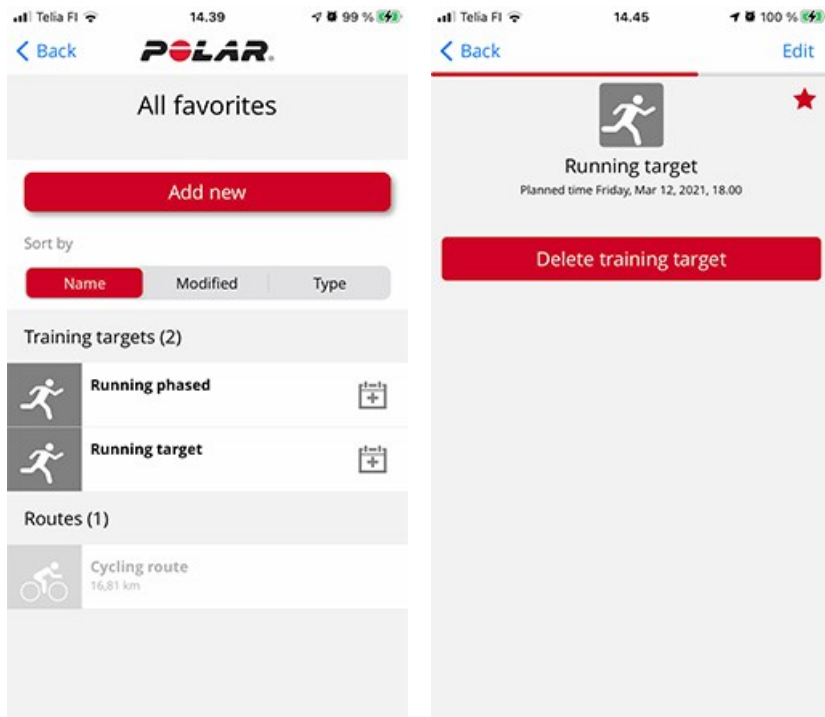 Telia FI 14.39 99 %
Back POLAR.
All favorites
Add new
Sort by
Name Modified Type
Training targets (2)
Running phased
Running target
Routes (1)
Cycling route
16,81 km
Telia FI 14.45 100 %
Back Edit
Running target
Planned time Friday, Mar 12, 2021, 18.00
Delete training target